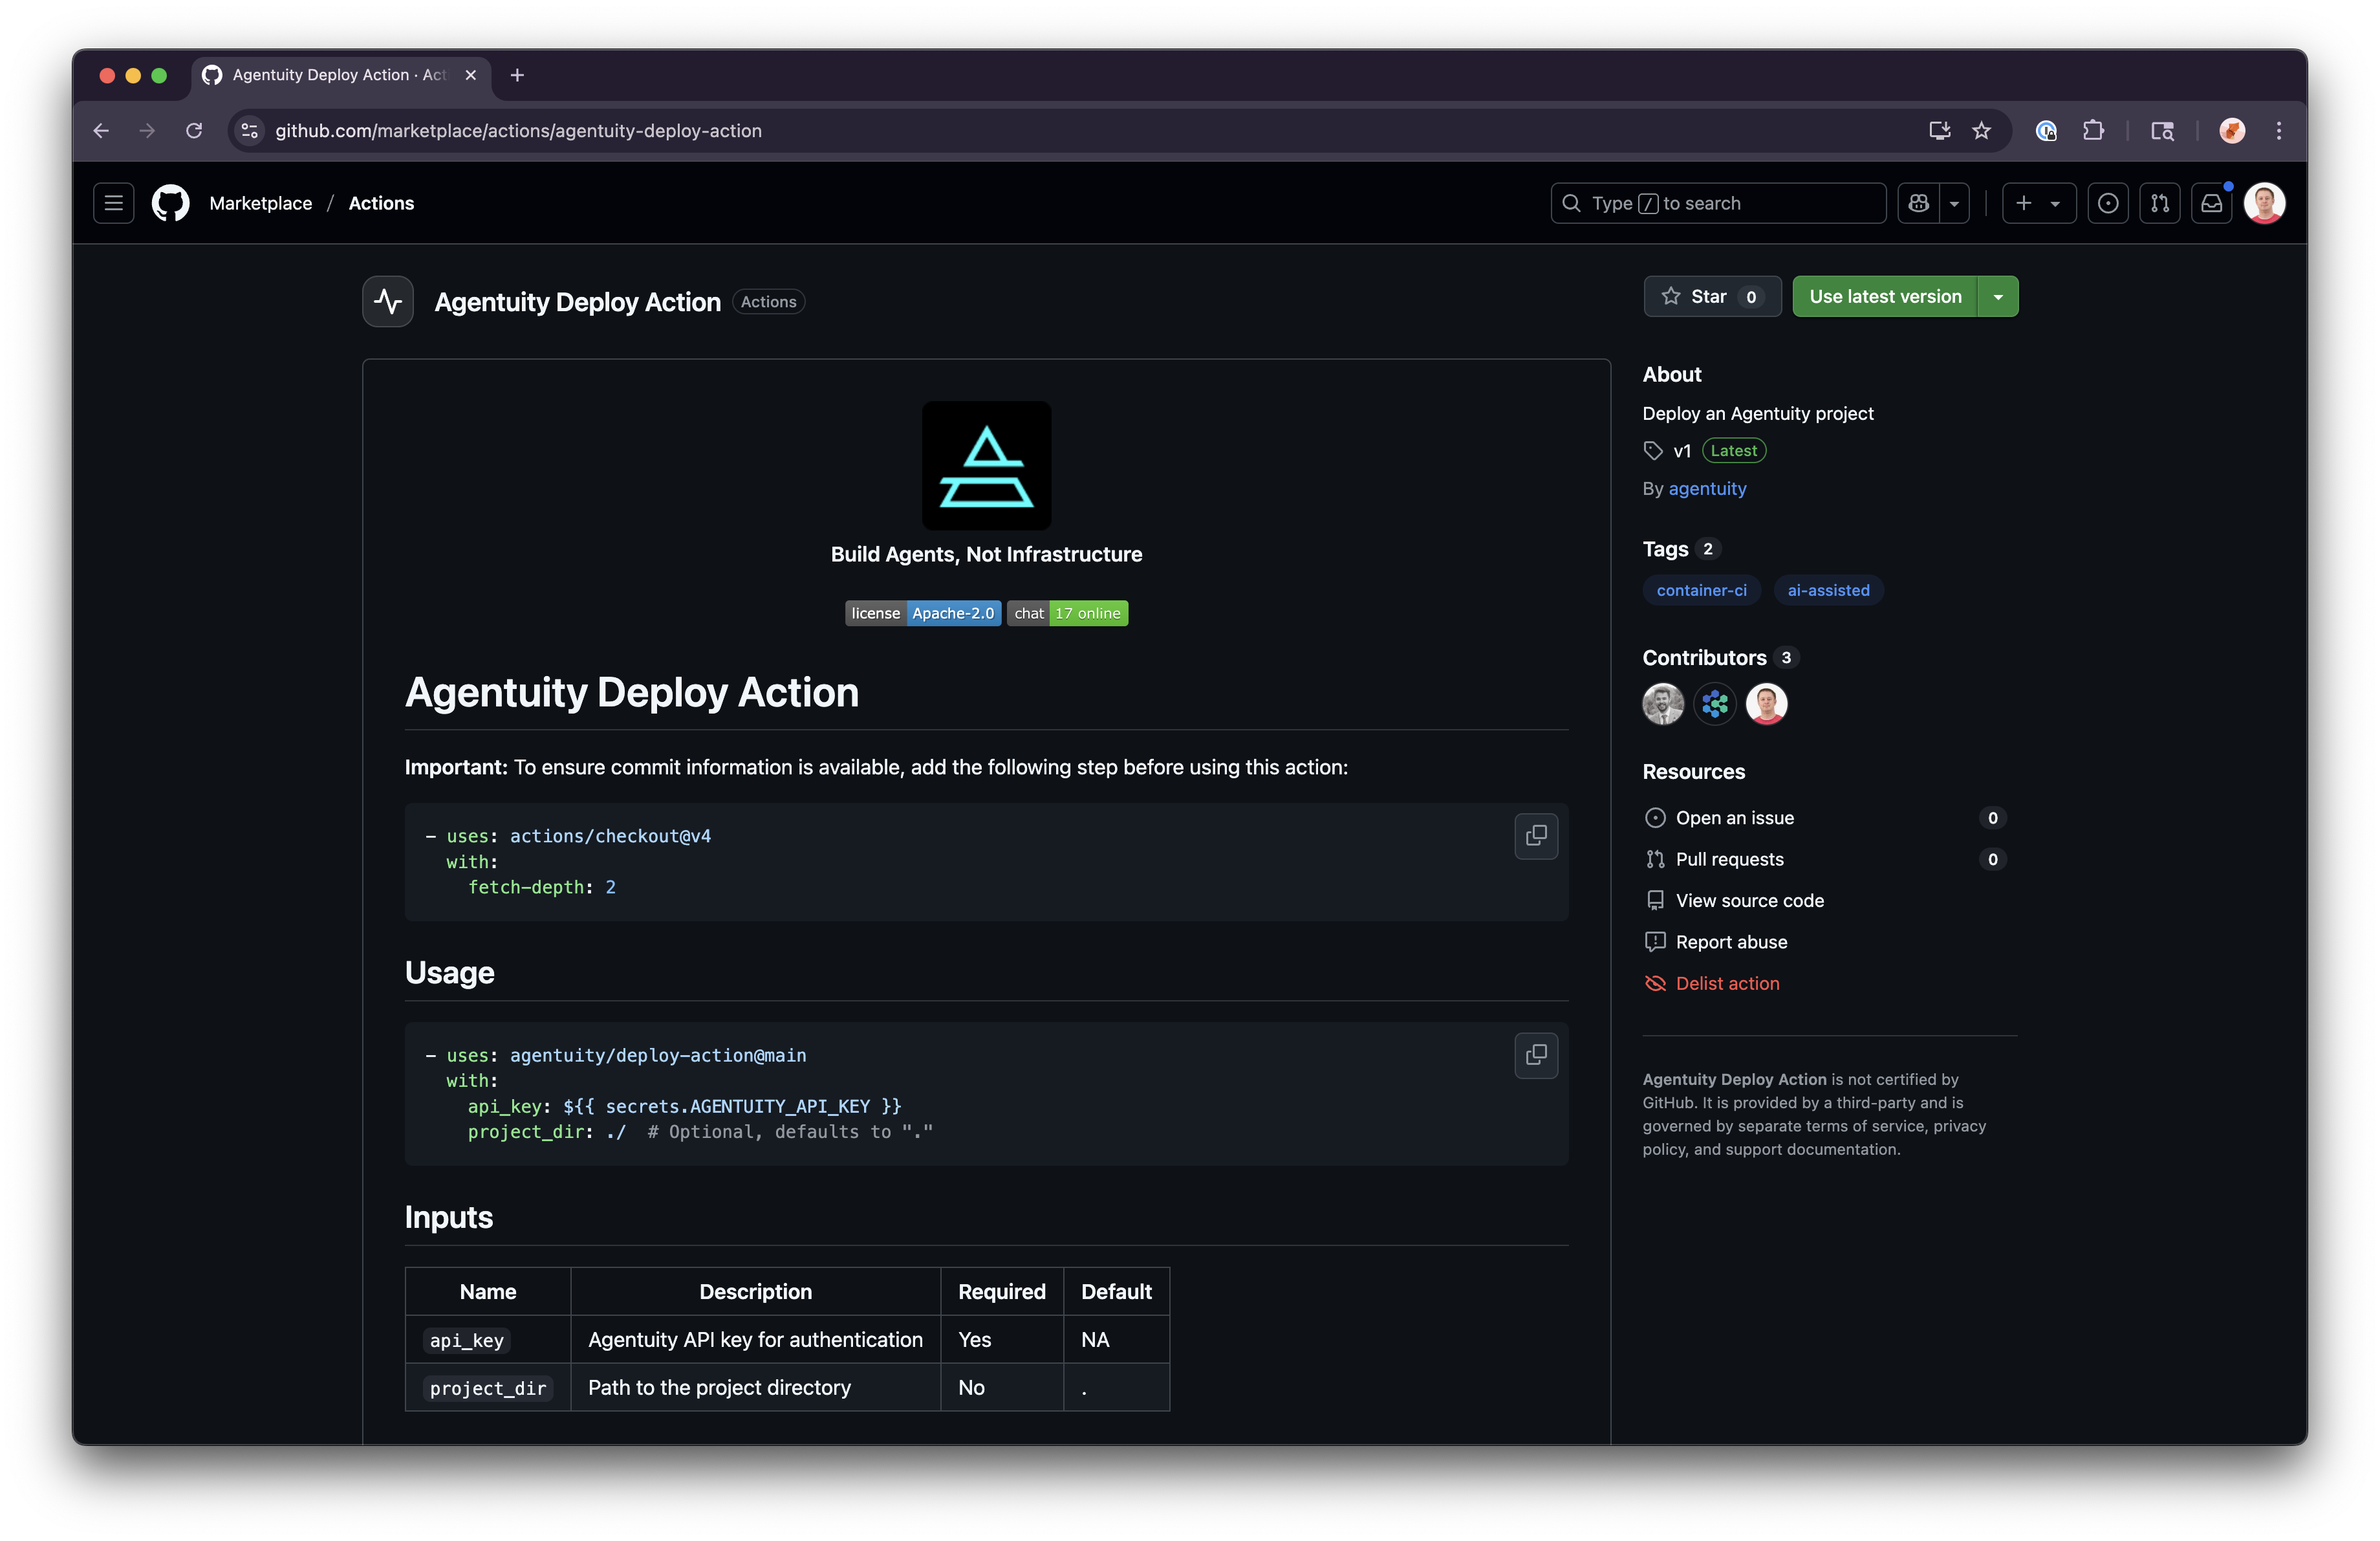 Agentuity Deploy Action · Act
github.com/marketplace/actions/agentuity-deploy-action
Marketplace / Actions
Type / to search
Agentuity Deploy Action Actions
Star 0
Use latest version
Build Agents, Not Infrastructure
license Apache-2.0 chat 17 online
Agentuity Deploy Action
Important: To ensure commit information is available, add the following step before using this action:
- uses: actions/checkout@v4
with:
fetch-depth: 2
Usage
- uses: agentuity/deploy-action@main
with:
api_key: ${{ secrets.AGENTUITY_API_KEY }}
project_dir: ./ # Optional, defaults to "."
Inputs
Name Description Required Default
api_key Agentuity API key for authentication Yes NA
project_dir Path to the project directory No .
About
Deploy an Agentuity project
v1 Latest
By agentuity
Tags 2
container-ci ai-assisted
Contributors 3
Resources
Open an issue 0
Pull requests 0
View source code
Report abuse
Delist action
Agentuity Deploy Action is not certified by
GitHub. It is provided by a third-party and is
governed by separate terms of service, privacy
policy, and support documentation.